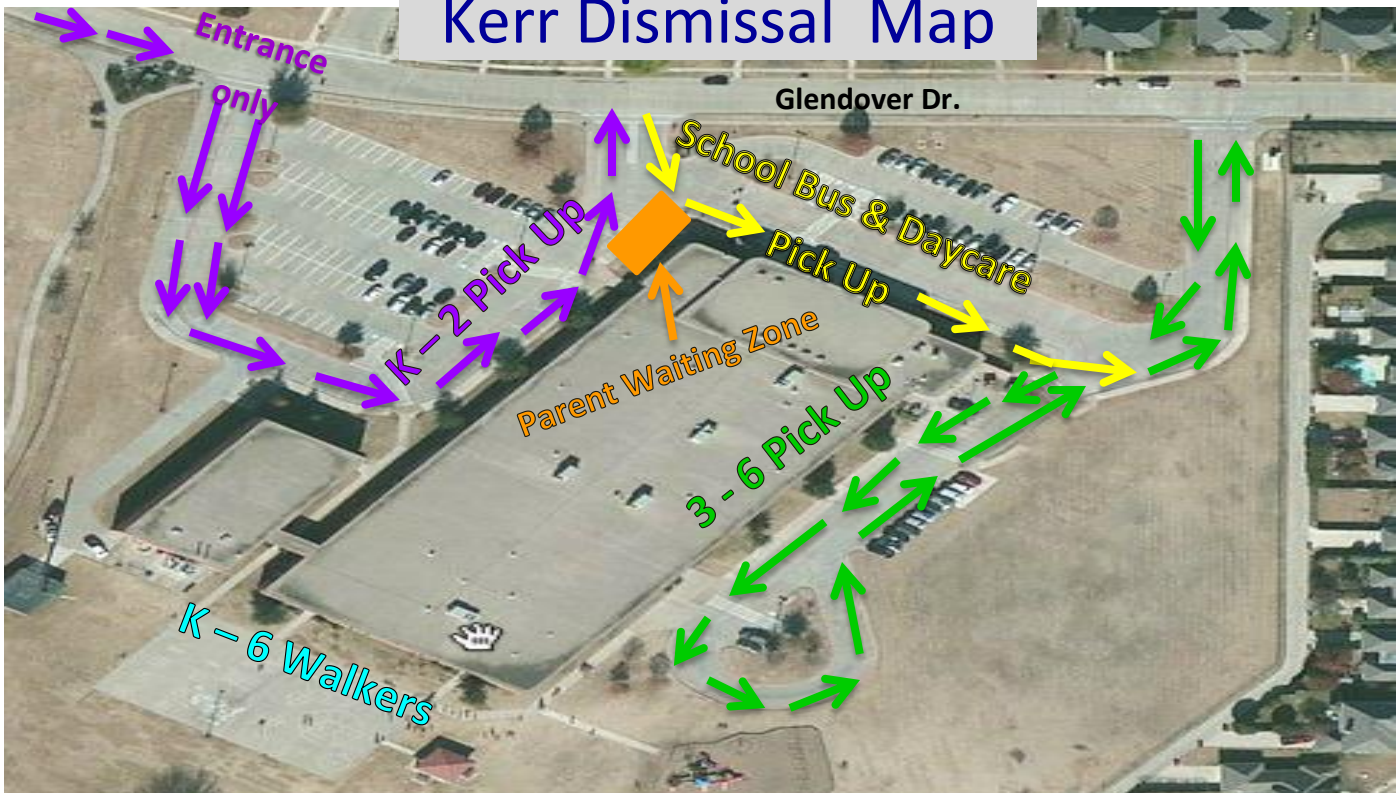 Kerr Dismissal Map
Entrance
only
Glendover Dr.
School Bus & Daycare
Pick Up
K – 2 Pick Up
Parent Waiting Zone
3 - 6 Pick Up
K – 6 Walkers